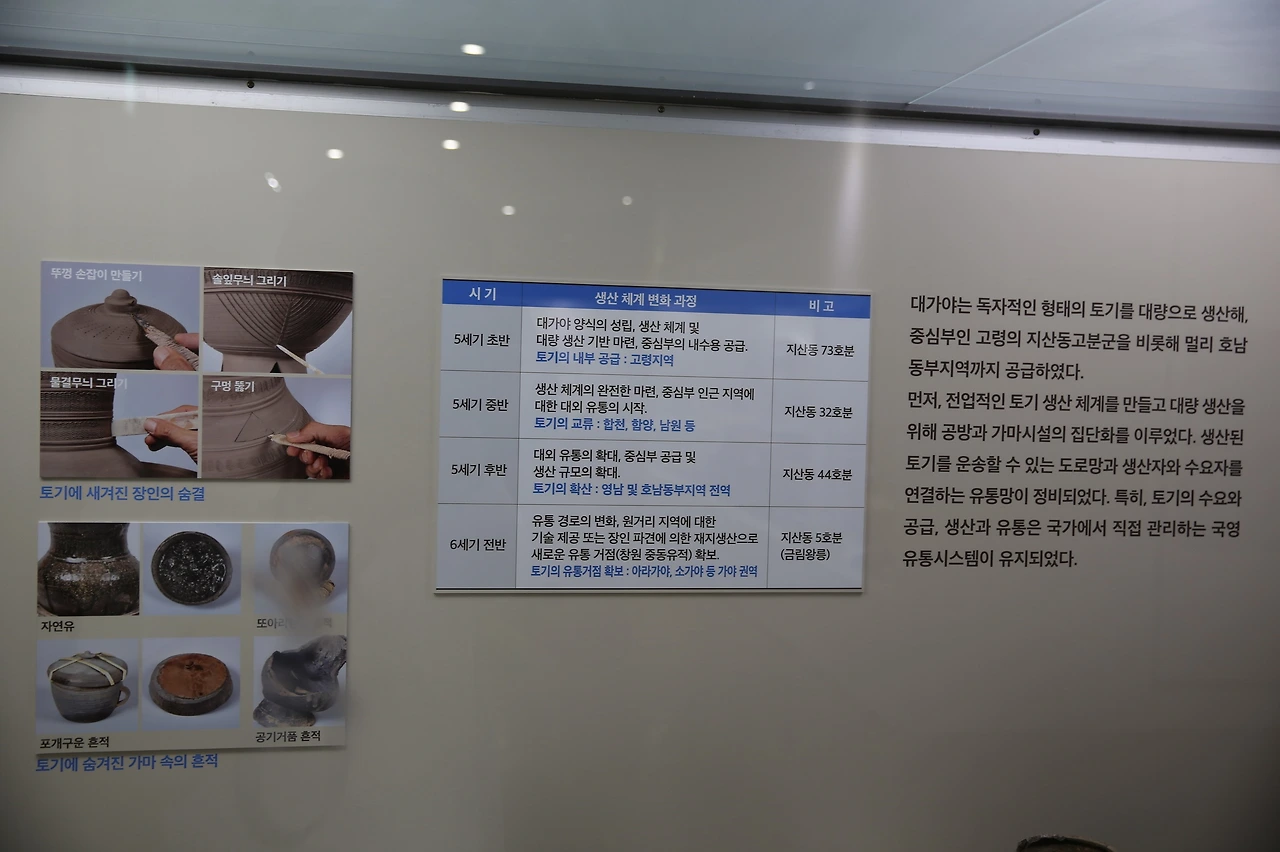 뚜껑 손잡이 만들기
솔잎무늬 그리기
물결무늬 그리기
구멍 뚫기
토기에 새겨진 장인의 숨결
자연유
포개구운 흔적
공기거품 흔적
토기에 숨겨진 가마 속의 흔적
시 기 생산 체계 변화 과정 비 고
5세기 초반
대가야 양식의 성립, 생산 체계 및
대량 생산 기반 마련, 중심부의 내수용 공급.
토기의 내부 공급 : 고령지역
지산동 73호분
5세기 중반
생산 체계의 완전한 마련, 중심부 인근 지역에
대한 대외 유통의 시작.
토기의 교류 : 합천, 함양, 남원 등
지산동 32호분
5세기 후반
대외 유통의 확대, 중심부 공급 및
생산 규모의 확대.
토기의 확산 : 영남 및 호남동부지역 전역
지산동 44호분
6세기 전반
유통 경로의 변화, 원거리 지역에 대한
기술 제공 또는 장인 파견에 의한 재지생산으로
새로운 유통 거점(창원 중동유적) 확보.
토기의 유통거점 확보 : 아라가야, 소가야 등 가야 권역
지산동 5호분
(금림왕릉)
대가야는 독자적인 형태의 토기를 대량으로 생산해,
중심부인 고령의 지산동고분군을 비롯해 멀리 호남
동부지역까지 공급하였다.
먼저, 전업적인 토기 생산 체계를 만들고 대량 생산을
위해 공방과 가마시설의 집단화를 이루었다. 생산된
토기를 운송할 수 있는 도로망과 생산자와 수요자를
연결하는 유통망이 정비되었다. 특히, 토기의 수요와
공급, 생산과 유통은 국가에서 직접 관리하는 국영
유통시스템이 유지되었다.